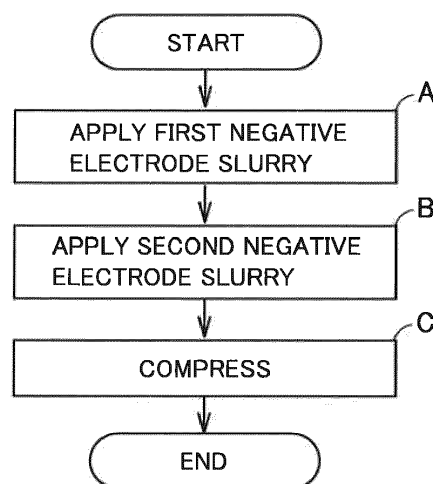 START
A
APPLY FIRST NEGATIVE
ELECTRODE SLURRY
B
APPLY SECOND NEGATIVE
ELECTRODE SLURRY
C
COMPRESS
END